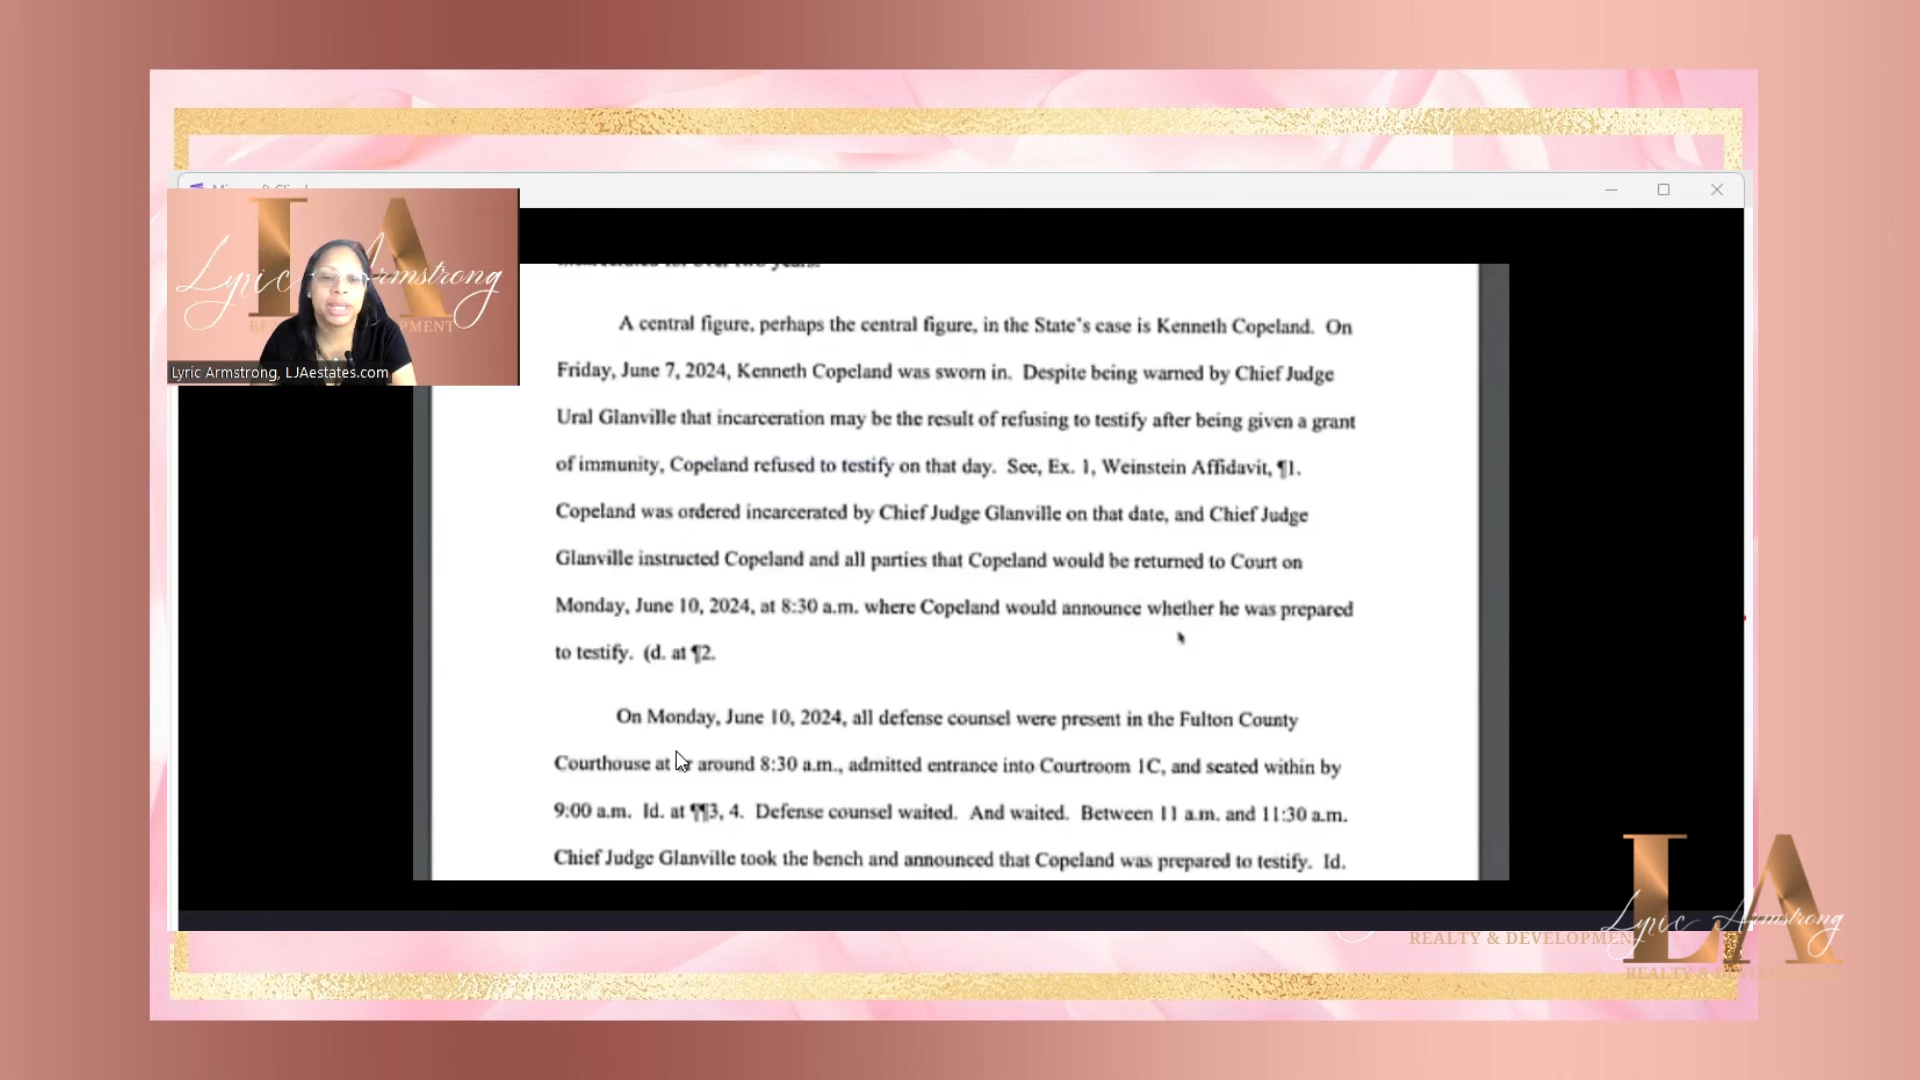 LA
Lyric Armstrong
Lyric Armstrong, LJAestates.com
A central figure, perhaps the central figure, in the State's case is Kenneth Copeland. On
Friday, June 7, 2024, Kenneth Copeland was sworn in. Despite being warned by Chief Judge
Ural Glanville that incarceration may be the result of refusing to testify after being given a grant
of immunity, Copeland refused to testify on that day. See, Ex. 1, Weinstein Affidavit, ¶1.
Copeland was ordered incarcerated by Chief Judge Glanville on that date, and Chief Judge
Glanville instructed Copeland and all parties that Copeland would be returned to Court on
Monday, June 10, 2024, at 8:30 a.m. where Copeland would announce whether he was prepared
to testify. (d. at ¶2.
On Monday, June 10, 2024, all defense counsel were present in the Fulton County
Courthouse at around 8:30 a.m., admitted entrance into Courtroom 1C, and seated within by
9:00 a.m. Id. at ¶¶3, 4. Defense counsel waited. And waited. Between 11 a.m. and 11:30 a.m.
Chief Judge Glanville took the bench and announced that Copeland was prepared to testify. Id.
LA
Lyric Armstrong
REALTY & DEVELOPMENT
REALTY & DEVELOPMENT